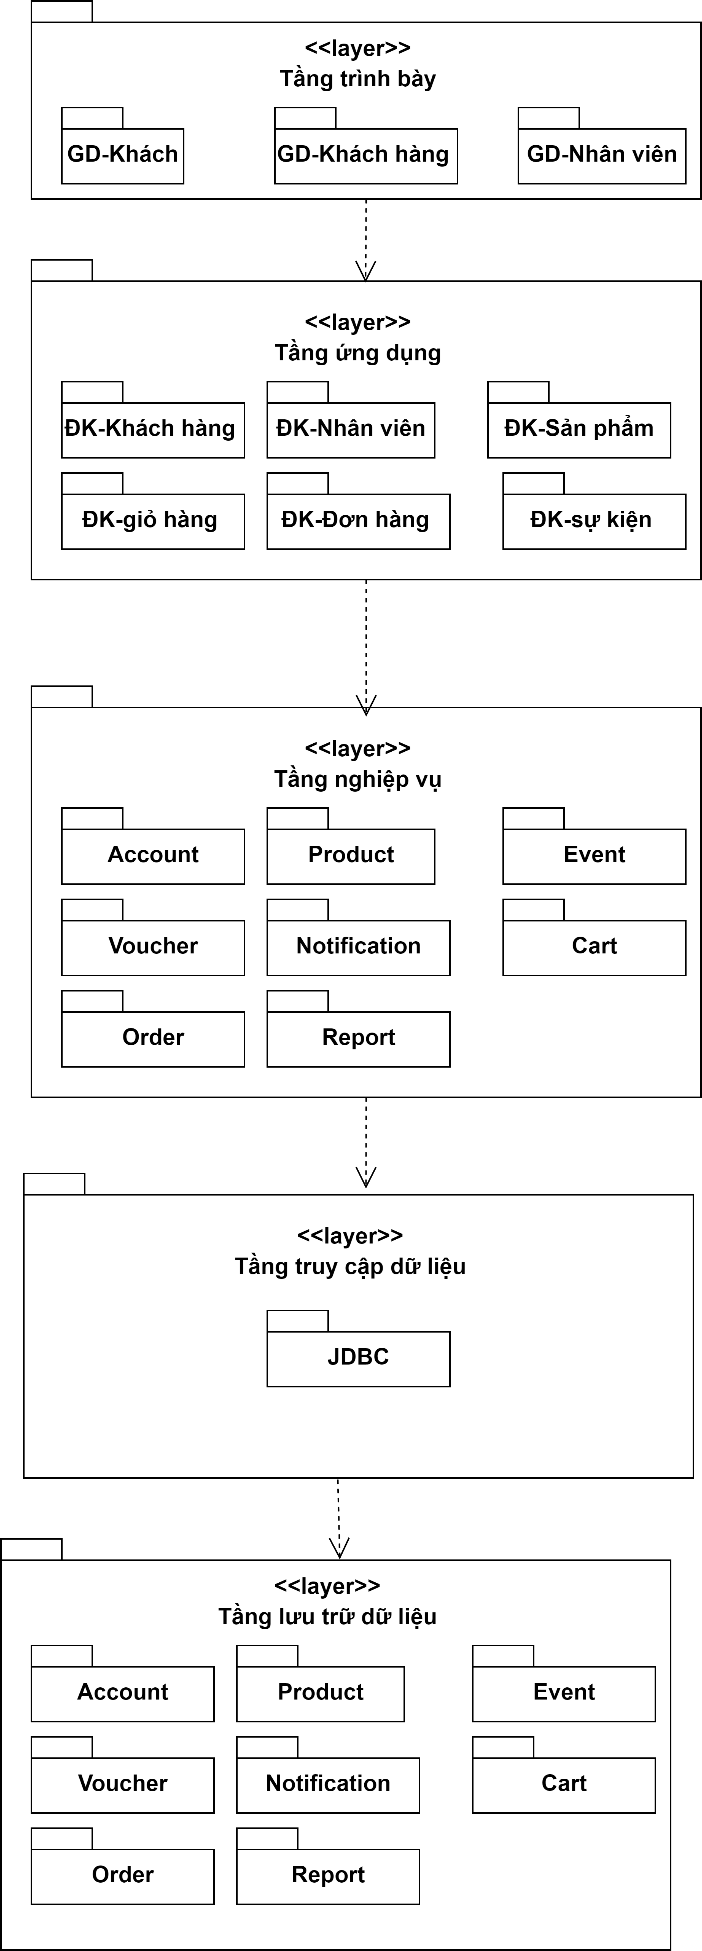 <<layer>>
Tầng trình bày
GD-Khách
GD-Khách hàng
GD-Nhân viên
<<layer>>
Tầng ứng dụng
ĐK-Khách hàng
ĐK-Nhân viên
ĐK-Sản phẩm
ĐK-giỏ hàng
ĐK-Đơn hàng
ĐK-sự kiện
<<layer>>
Tầng nghiệp vụ
Account
Product
Event
Voucher
Notification
Cart
Order
Report
<<layer>>
Tầng truy cập dữ liệu
JDBC
<<layer>>
Tầng lưu trữ dữ liệu
Account
Product
Event
Voucher
Notification
Cart
Order
Report